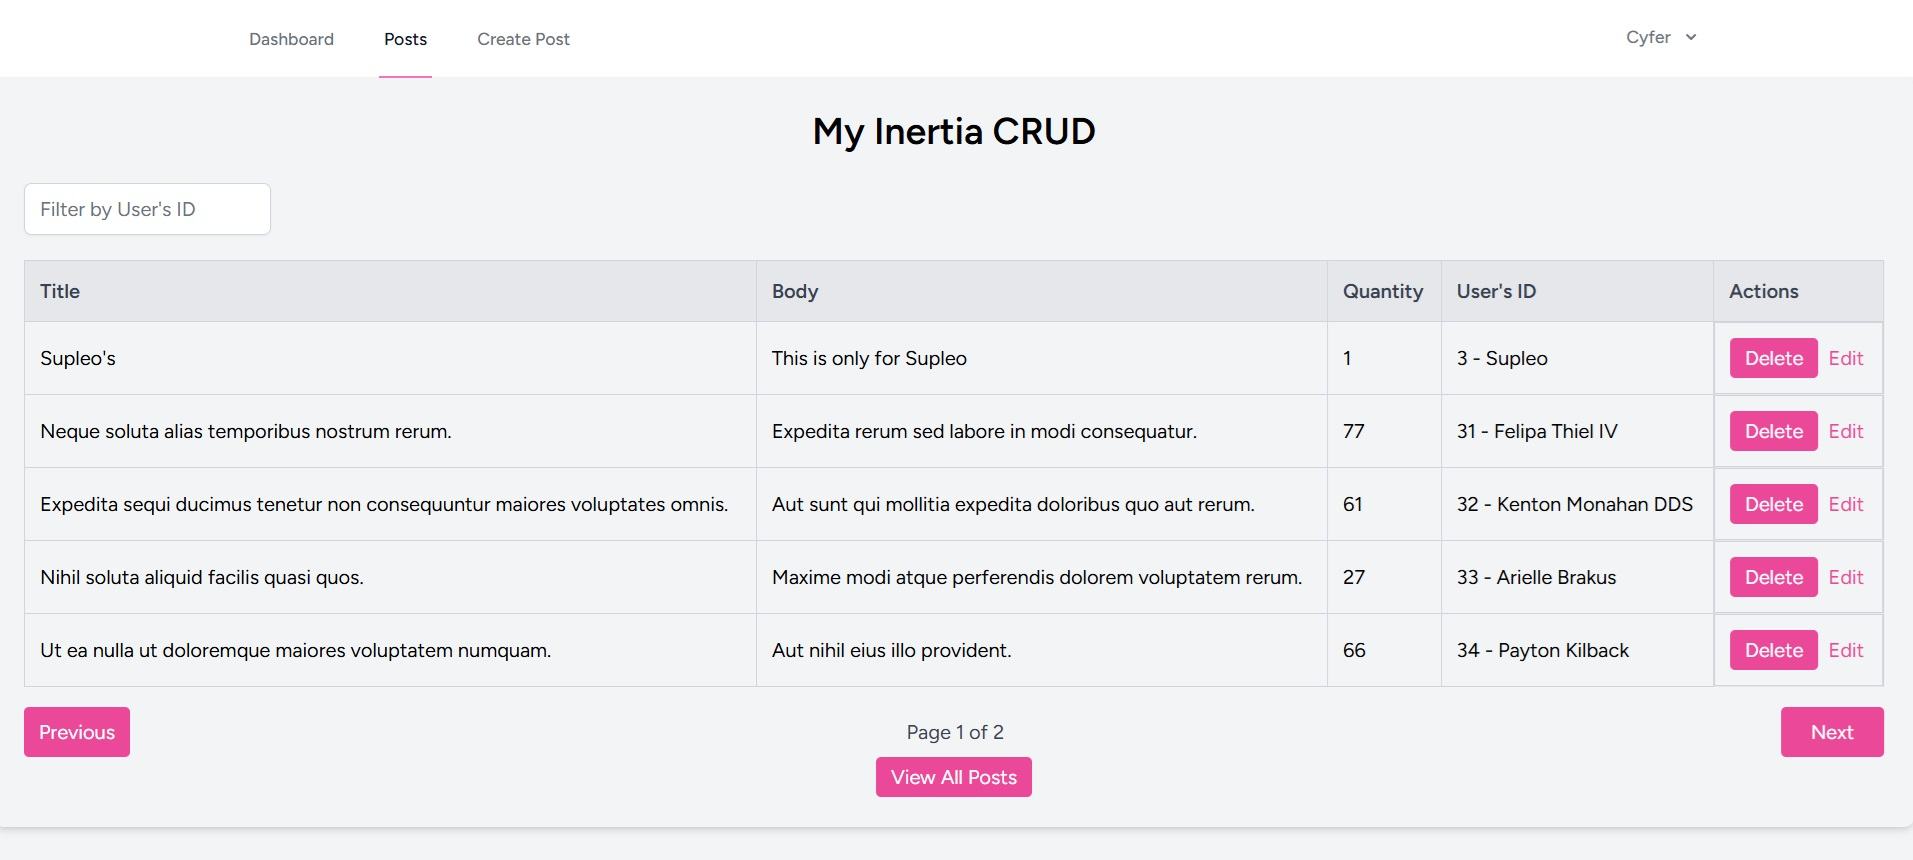 Dashboard Posts Create Post Cyfer
My Inertia CRUD
Filter by User's ID
Title Body Quantity User's ID Actions
Supleo's This is only for Supleo 1 3 - Supleo Delete Edit
Neque soluta alias temporibus nostrum rerum. Expedita rerum sed labore in modi consequatur. 77 31 - Felipa Thiel IV Delete Edit
Expedita sequi ducimus tenetur non consequuntur maiores voluptates omnis. Aut sunt qui mollitia expedita doloribus quo aut rerum. 61 32 - Kenton Monahan DDS Delete Edit
Nihil soluta aliquid facilis quasi quos. Maxime modi atque perferendis dolorem voluptatem rerum. 27 33 - Arielle Brakus Delete Edit
Ut ea nulla ut doloremque maiores voluptatem numquam. Aut nihil eius illo provident. 66 34 - Payton Kilback Delete Edit
Previous Page 1 of 2 Next
View All Posts